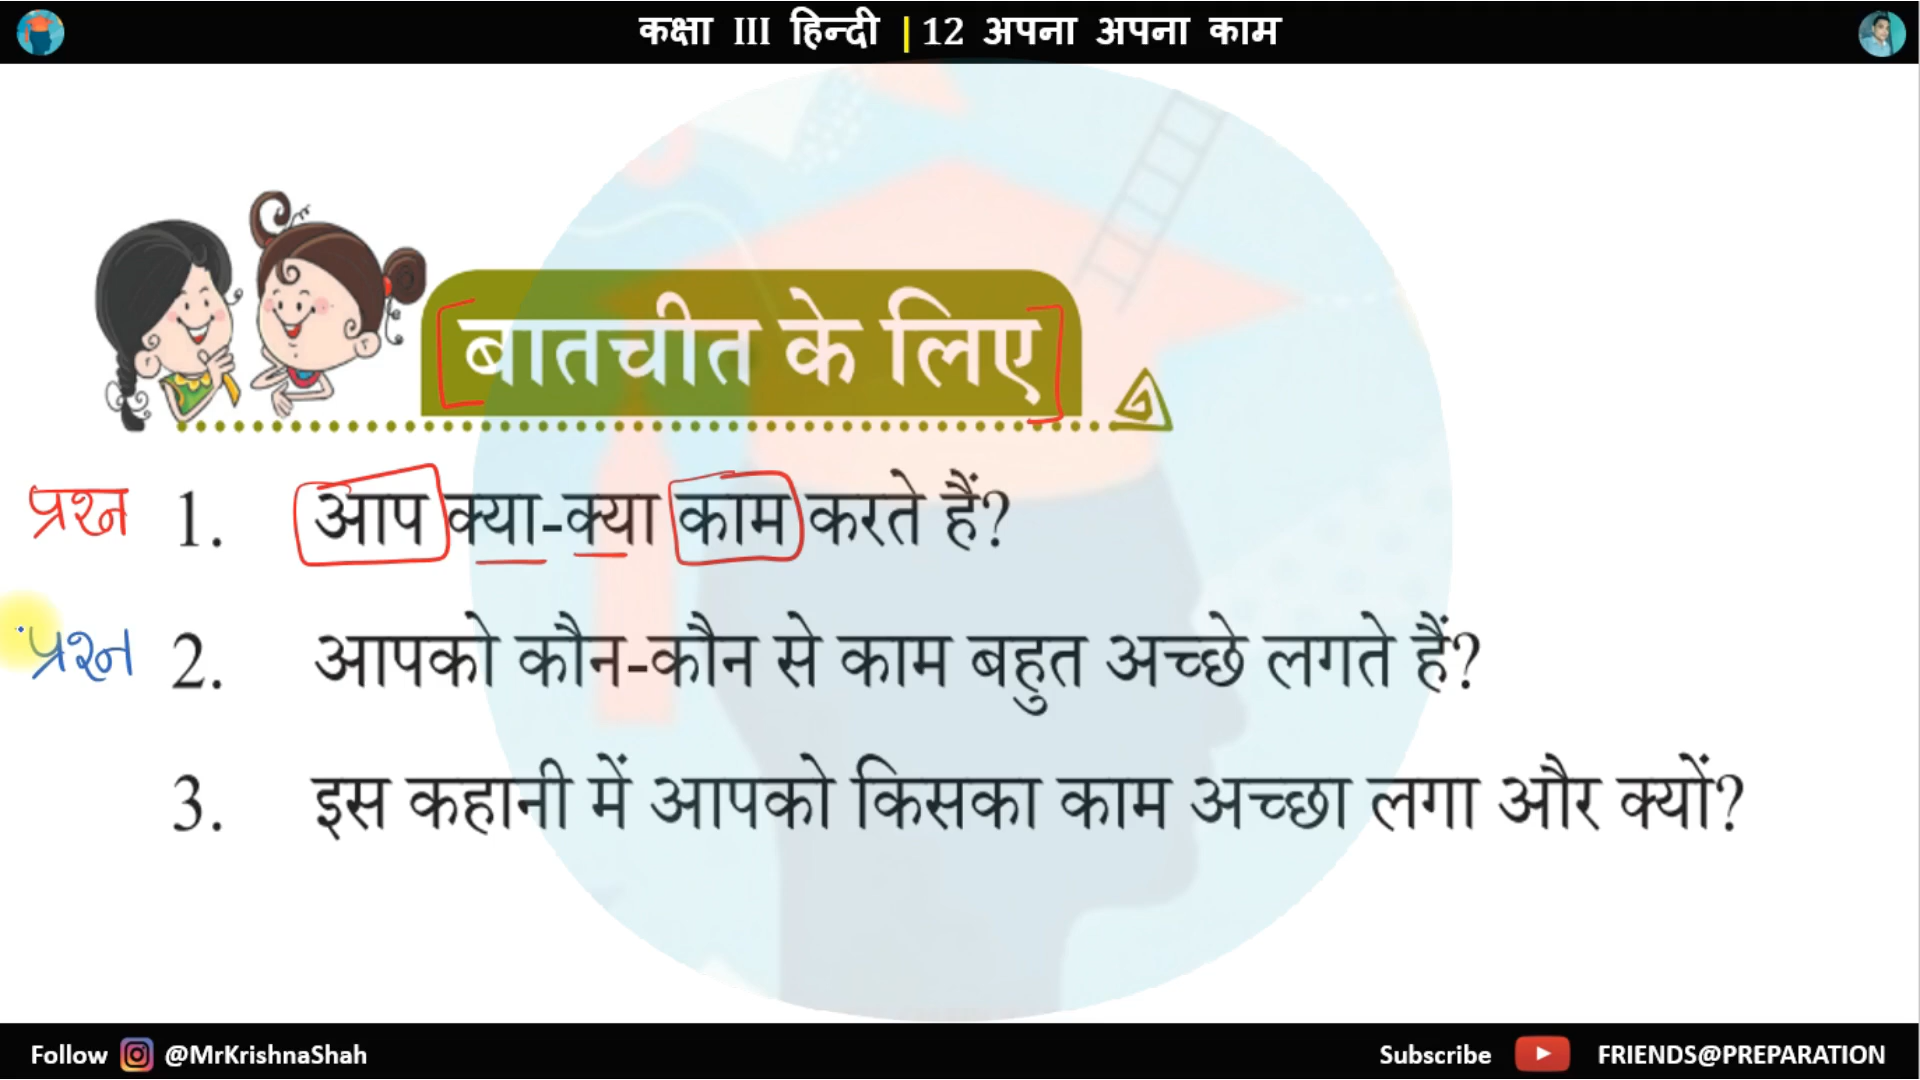 कक्षा III हिन्दी | 12 अपना अपना काम
बातचीत के लिए
प्रश्न 1. आप क्या-क्या काम करते हैं?
प्रश्न 2. आपको कौन-कौन से काम बहुत अच्छे लगते हैं?
3. इस कहानी में आपको किसका काम अच्छा लगा और क्यों?
Follow @MrKrishnaShah
Subscribe FRIENDS@PREPARATION